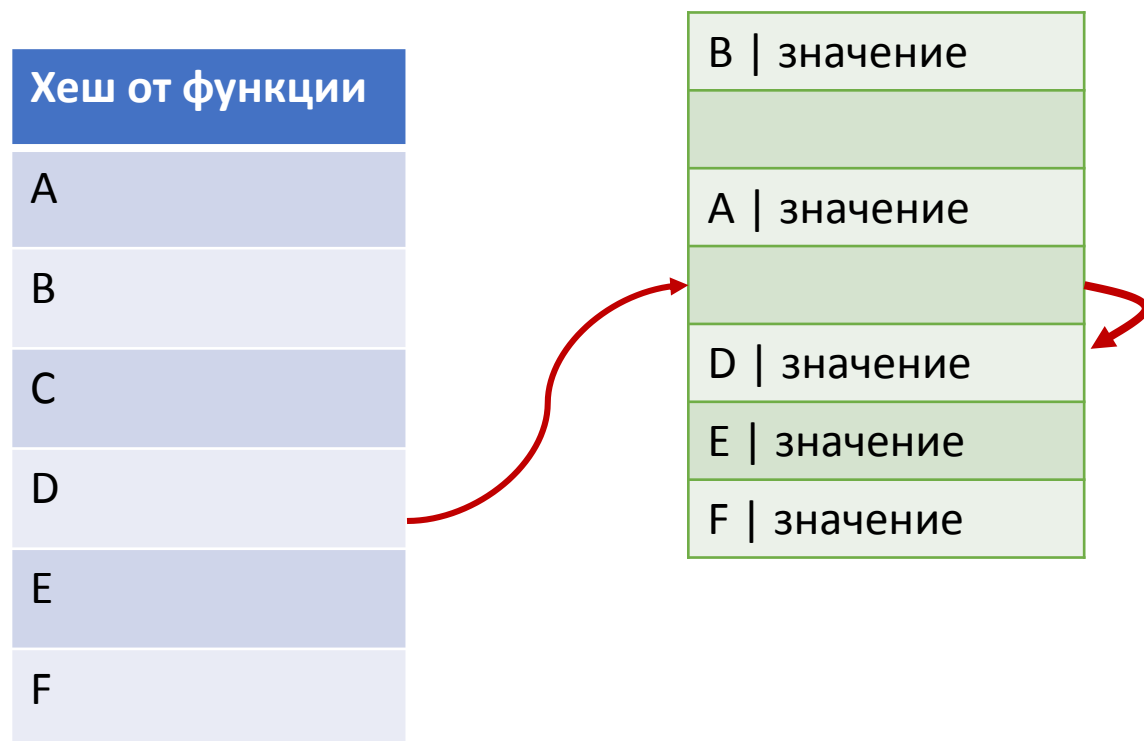 Хеш от функции
A
B
C
D
E
F
B | значение
A | значение
D | значение
E | значение
F | значение